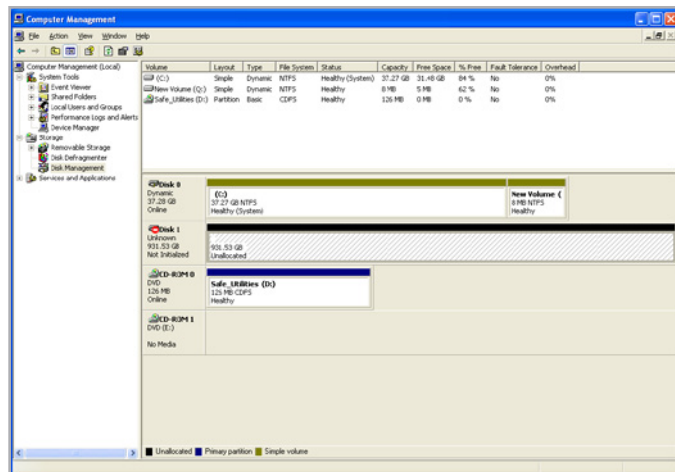 Computer Management
File Action View Window Help
Computer Management (Local)
System Tools
Event Viewer
Shared Folders
Local Users and Groups
Performance Logs and Alerts
Device Manager
Storage
Removable Storage
Disk Defragmenter
Disk Management
Services and Applications
Volume Layout Type File System Status Capacity Free Space % Free Fault Tolerance Overhead
(C:) Simple Dynamic NTFS Healthy (System) 37.27 GB 31.48 GB 84 % No 0%
New Volume (Q:) Simple Dynamic NTFS Healthy 8 MB 5 MB 62 % No 0%
Safe_Utilities (D:) Partition Basic CDFS Healthy 126 MB 0 MB 0 % No 0%
Disk 0
Dynamic
37.28 GB
Online
(C:)
37.27 GB NTFS
Healthy (System)
New Volume (
8 MB NTFS
Healthy
Disk 1
Unknown
931.53 GB
Not Initialized
931.53 GB
Unallocated
CD-ROM 0
DVD
126 MB
Online
Safe_Utilities (D:)
126 MB CDFS
Healthy
CD-ROM 1
DVD (E:)
No Media
Unallocated Primary partition Simple volume